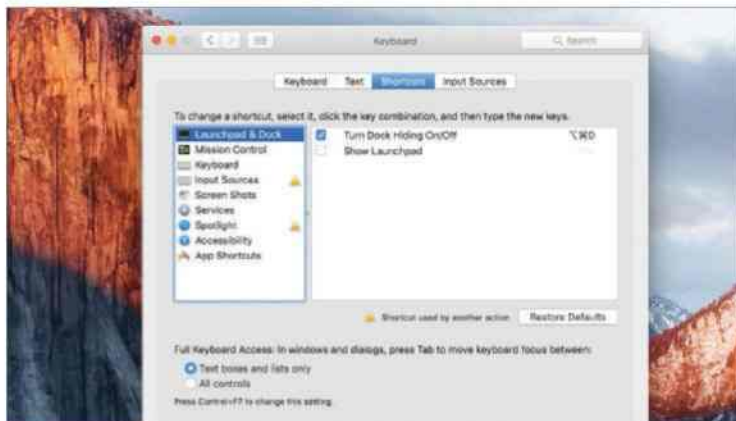 Keyboard
Search
Keyboard Text Shortcuts Input Sources
To change a shortcut, select it, click the key combination, and then type the new keys.
Launchpad & Dock
Mission Control
Keyboard
Input Sources
Screen Shots
Services
Spotlight
Accessibility
App Shortcuts
Turn Dock Hiding On/Off ⌥⌘D
Show Launchpad
Shortcut used by another action
Restore Defaults
Full Keyboard Access: In windows and dialogs, press Tab to move keyboard focus between:
Text boxes and lists only
All controls
Press Control+F7 to change this setting.